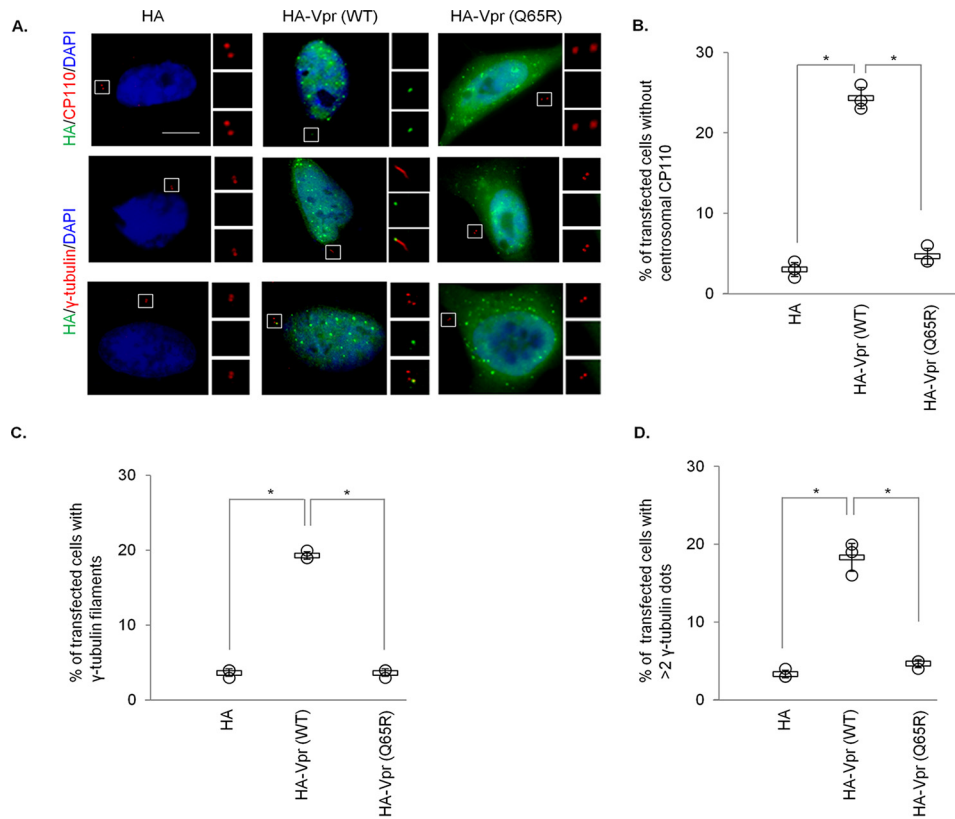 A.
HA
HA-Vpr (WT)
HA-Vpr (Q65R)
HA/CP110/DAPI
HA/γ-tubulin/DAPI
B.
% of transfected cells without
centrosomal CP110
30
20
10
0
*
*
HA
HA-Vpr (WT)
HA-Vpr (Q65R)
C.
% of transfected cells with
γ-tubulin filaments
30
20
10
0
*
*
HA
HA-Vpr (WT)
HA-Vpr (Q65R)
D.
% of transfected cells with
>2 γ-tubulin dots
30
20
10
0
*
*
HA
HA-Vpr (WT)
HA-Vpr (Q65R)